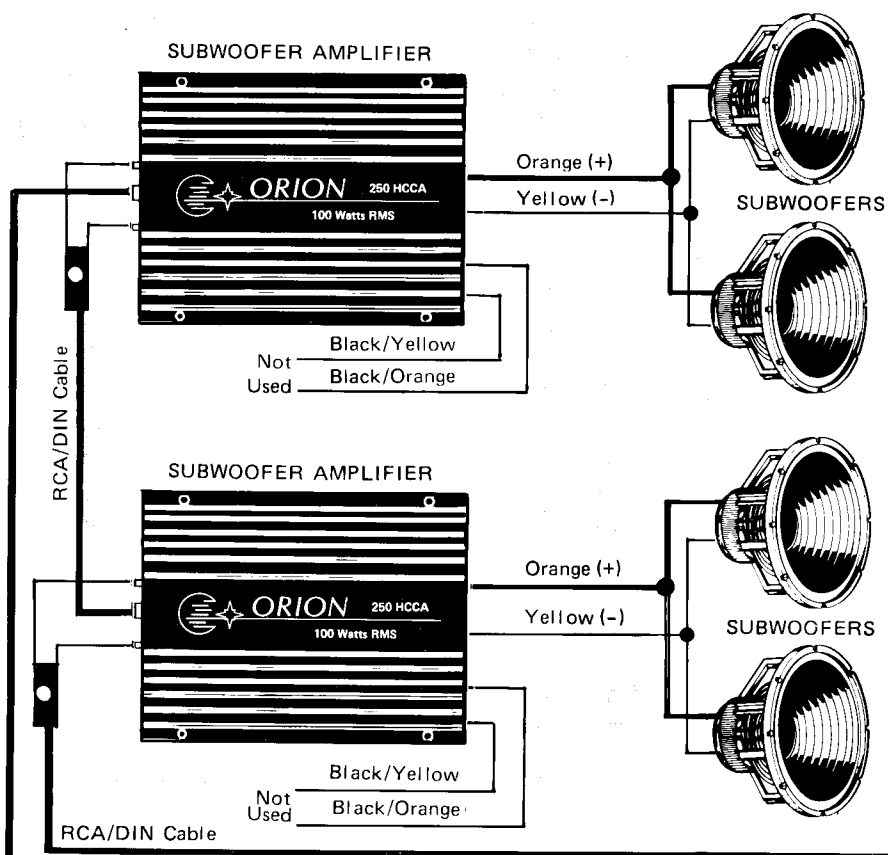 SUBWOOFER AMPLIFIER
ORION 250 HCCA
100 Watts RMS
Orange (+)
Yellow (-)
SUBWOOFERS
Black/Yellow
Not
Used
Black/Orange
RCA/DIN Cable
SUBWOOFER AMPLIFIER
ORION 250 HCCA
100 Watts RMS
Orange (+)
Yellow (-)
SUBWOOFERS
Black/Yellow
Not
Used
Black/Orange
RCA/DIN Cable